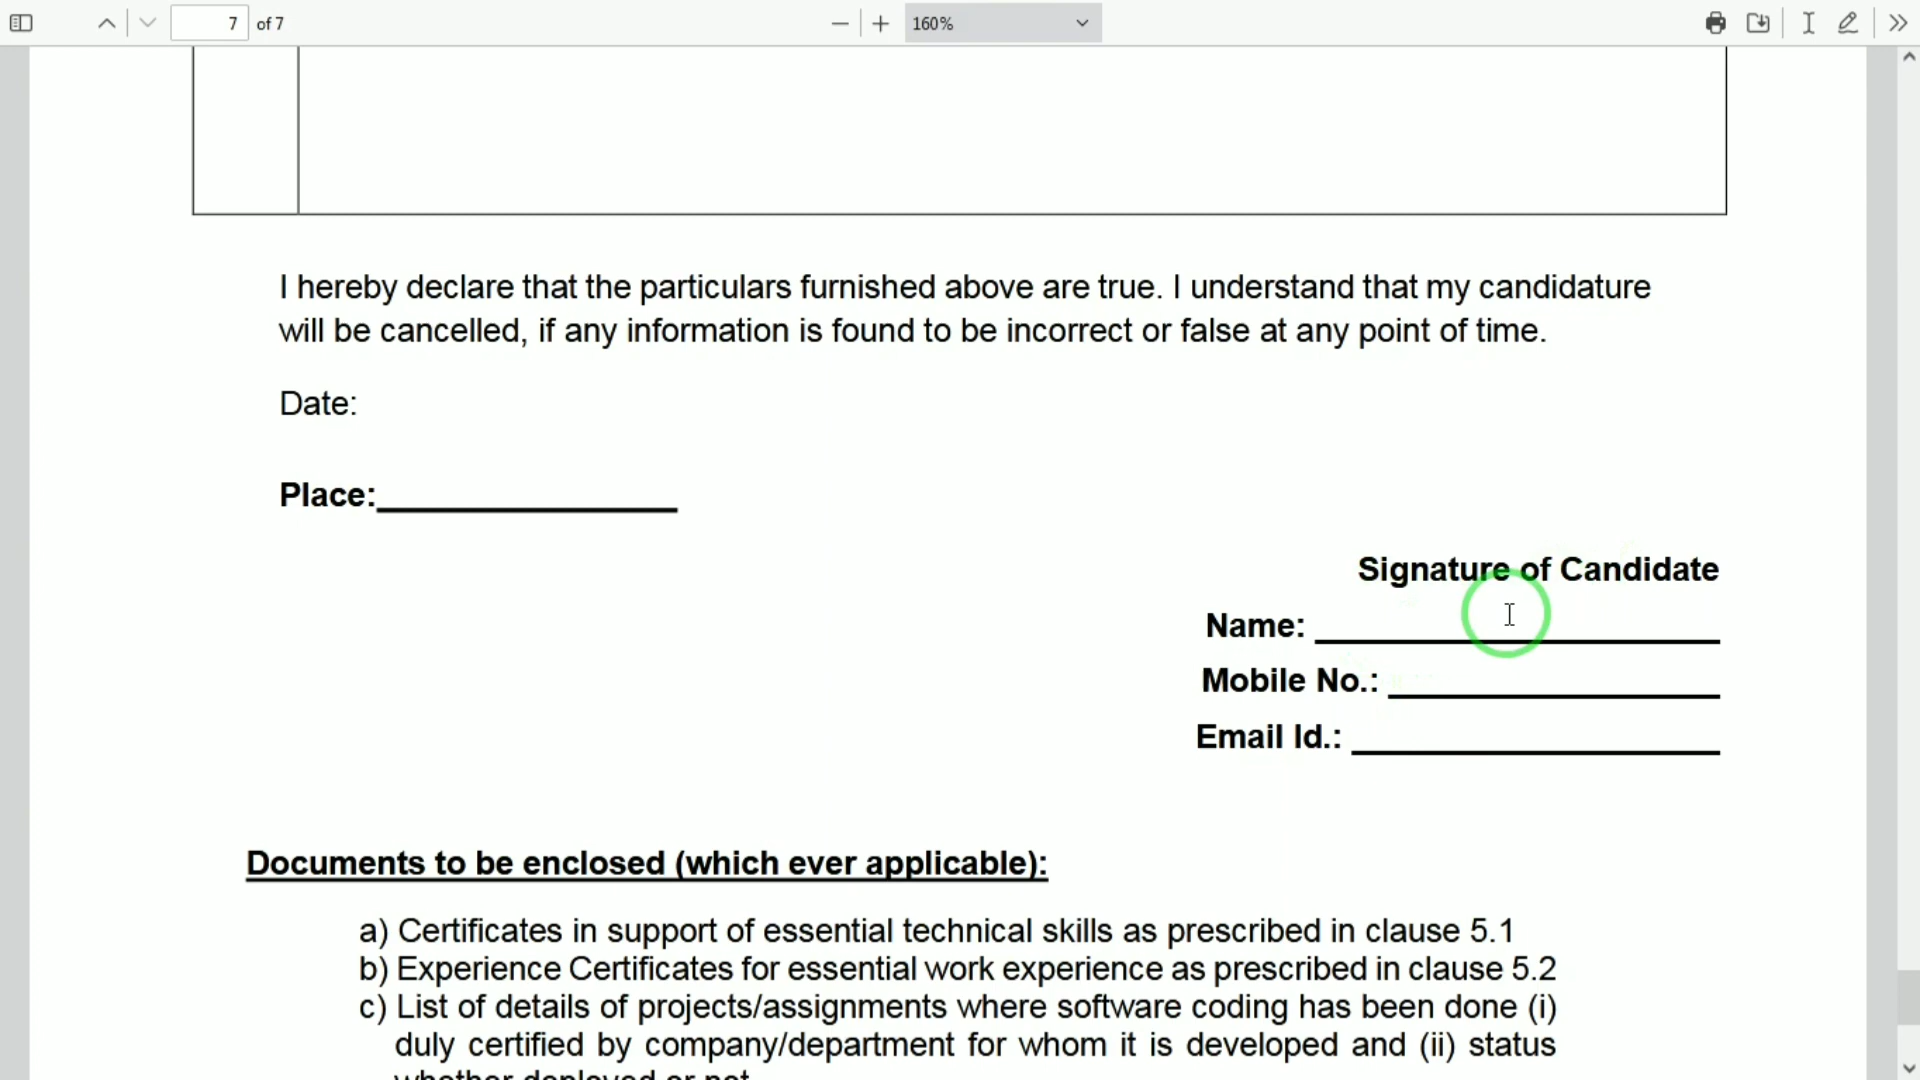 7 of 7 160%
I hereby declare that the particulars furnished above are true. I understand that my candidature
will be cancelled, if any information is found to be incorrect or false at any point of time.
Date:
Place:
Signature of Candidate
Name:
Mobile No.:
Email Id.:
Documents to be enclosed (which ever applicable):
a) Certificates in support of essential technical skills as prescribed in clause 5.1
b) Experience Certificates for essential work experience as prescribed in clause 5.2
c) List of details of projects/assignments where software coding has been done (i)
duly certified by company/department for whom it is developed and (ii) status
whether deployed or not